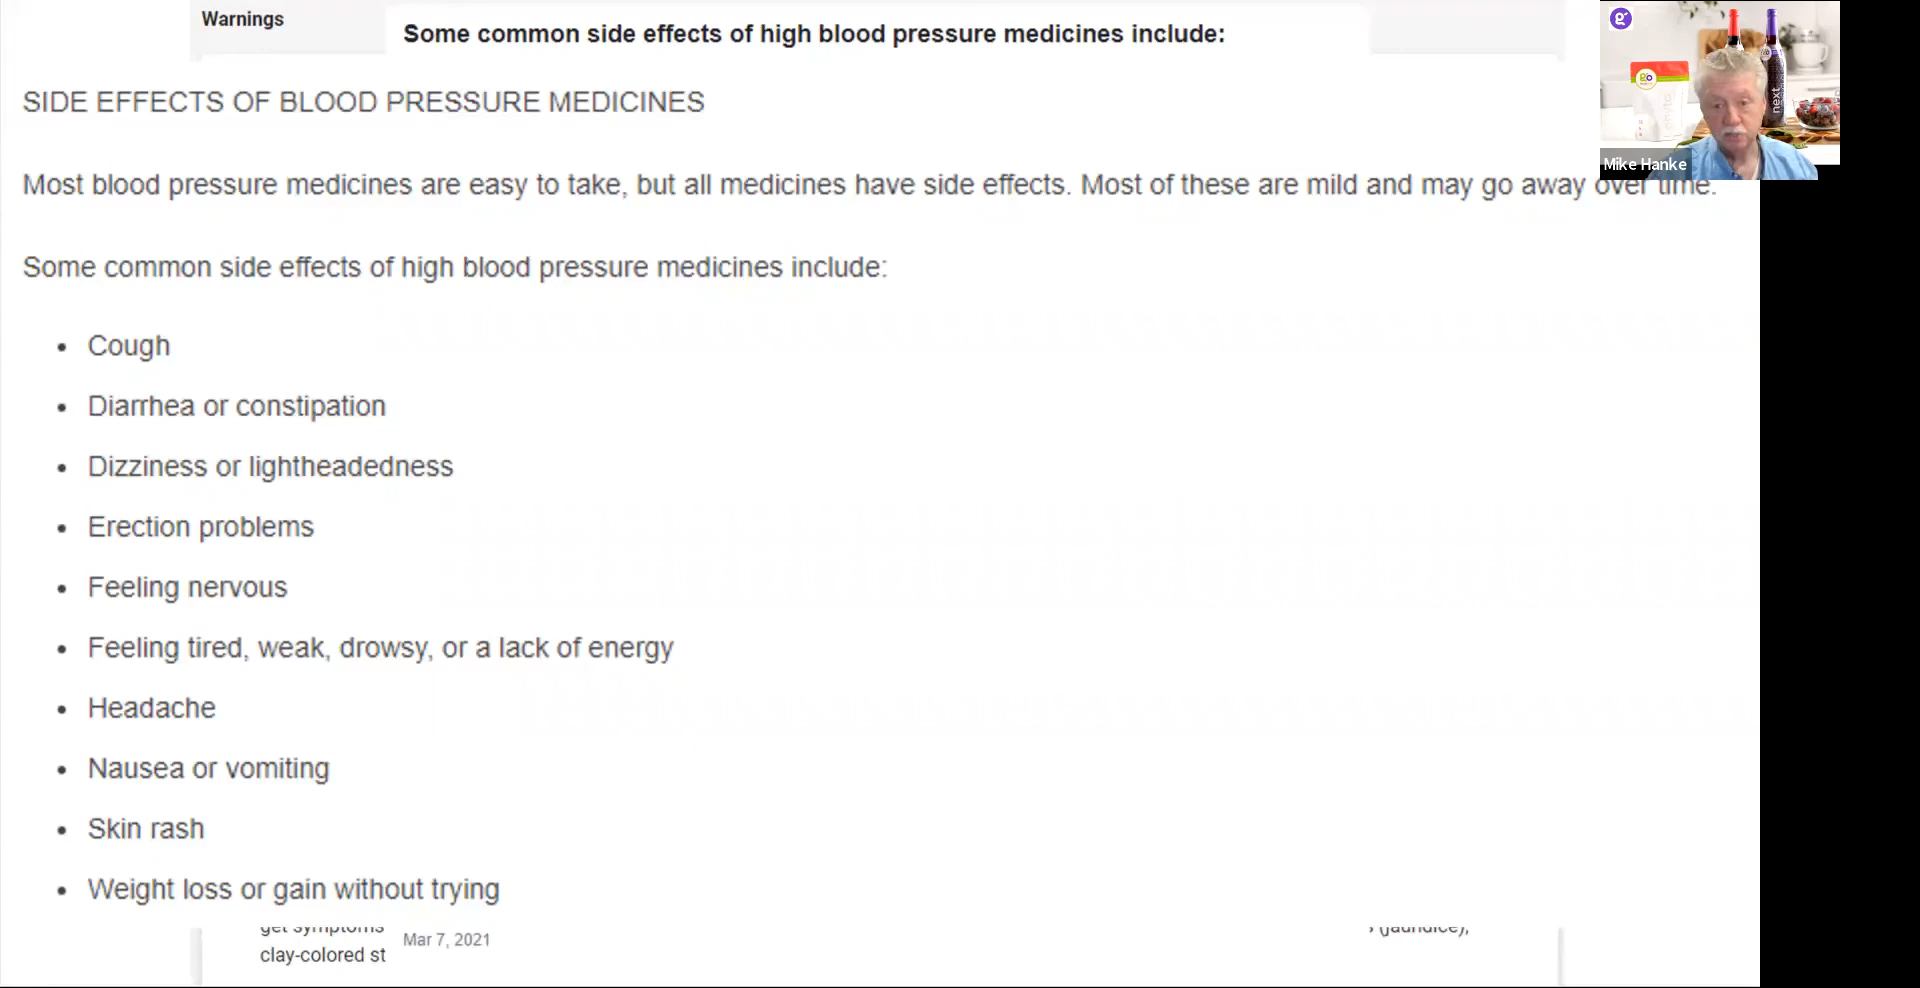 Warnings
Some common side effects of high blood pressure medicines include:
SIDE EFFECTS OF BLOOD PRESSURE MEDICINES
Most blood pressure medicines are easy to take, but all medicines have side effects. Most of these are mild and may go away over time.
Some common side effects of high blood pressure medicines include:
• Cough
• Diarrhea or constipation
• Dizziness or lightheadedness
• Erection problems
• Feeling nervous
• Feeling tired, weak, drowsy, or a lack of energy
• Headache
• Nausea or vomiting
• Skin rash
• Weight loss or gain without trying
get symptoms
(jaundice),
Mar 7, 2021
clay-colored st
Mike Hanke
next